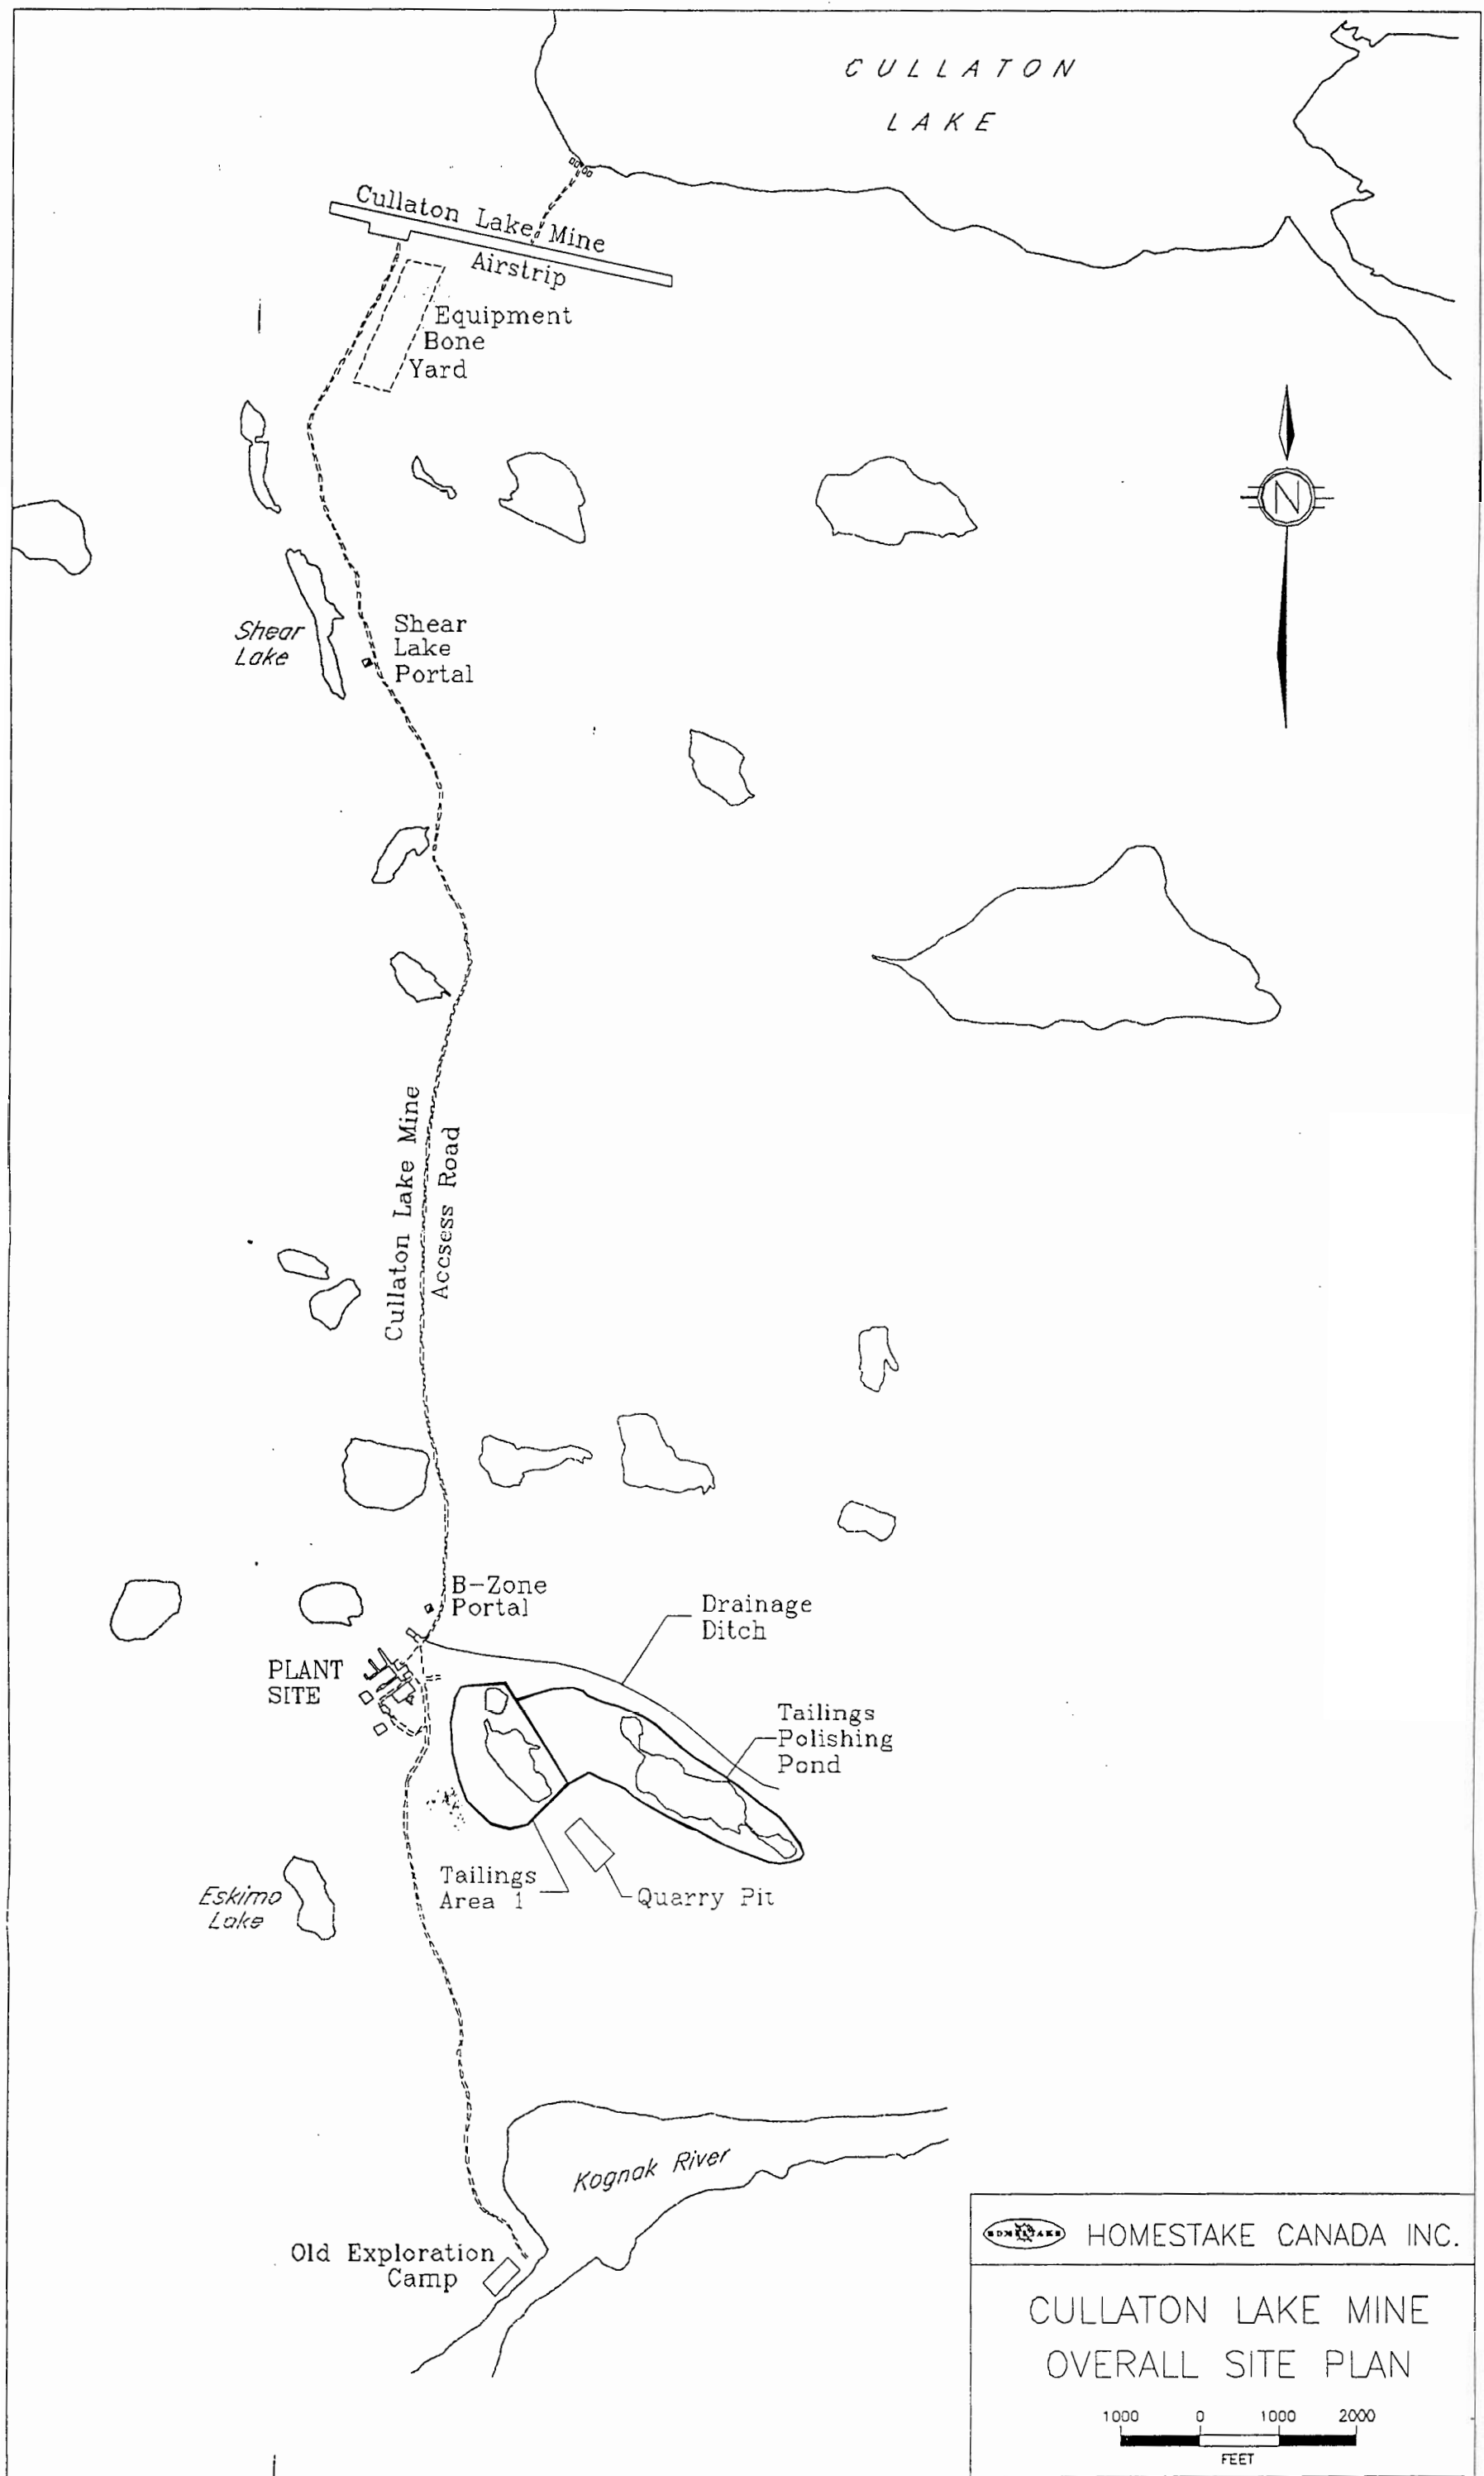 CULLATON
LAKE
Cullaton Lake Mine
Airstrip
Equipment
Bone
Yard
N
Shear
Lake
Shear
Lake
Portal
Cullaton Lake Mine
Accsess Road
B-Zone
Portal
Drainage
Ditch
PLANT
SITE
Tailings
Polishing
Pond
Tailings
Area 1
Quarry Pit
Eskimo
Lake
Kognak River
Old Exploration
Camp
HOMESTAKE
HOMESTAKE CANADA INC.
CULLATON LAKE MINE
OVERALL SITE PLAN
1000 0 1000 2000
FEET